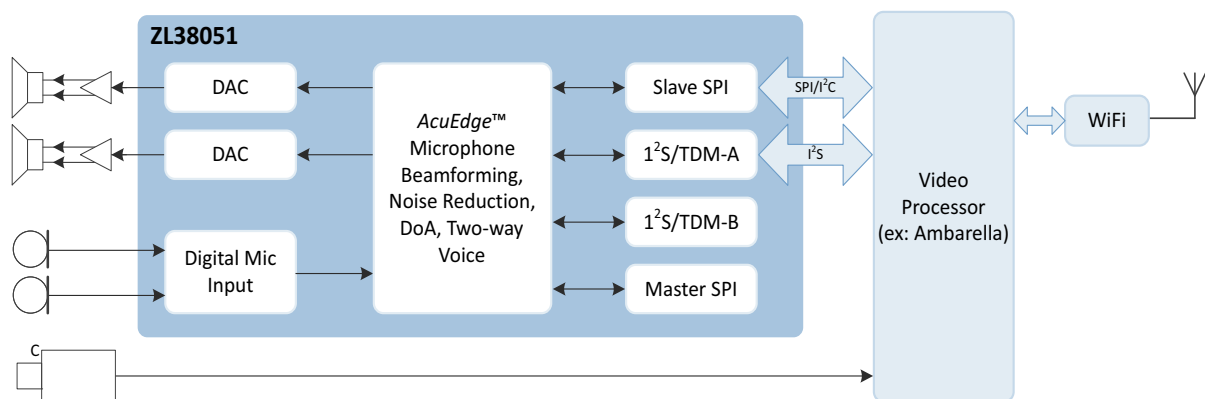 ZL38051
DAC
DAC
Digital Mic
Input
AcuEdge™
Microphone
Beamforming,
Noise Reduction,
DoA, Two-way
Voice
Slave SPI
1²S/TDM-A
1²S/TDM-B
Master SPI
SPI/I²C
I²S
Video
Processor
(ex: Ambarella)
WiFi
C